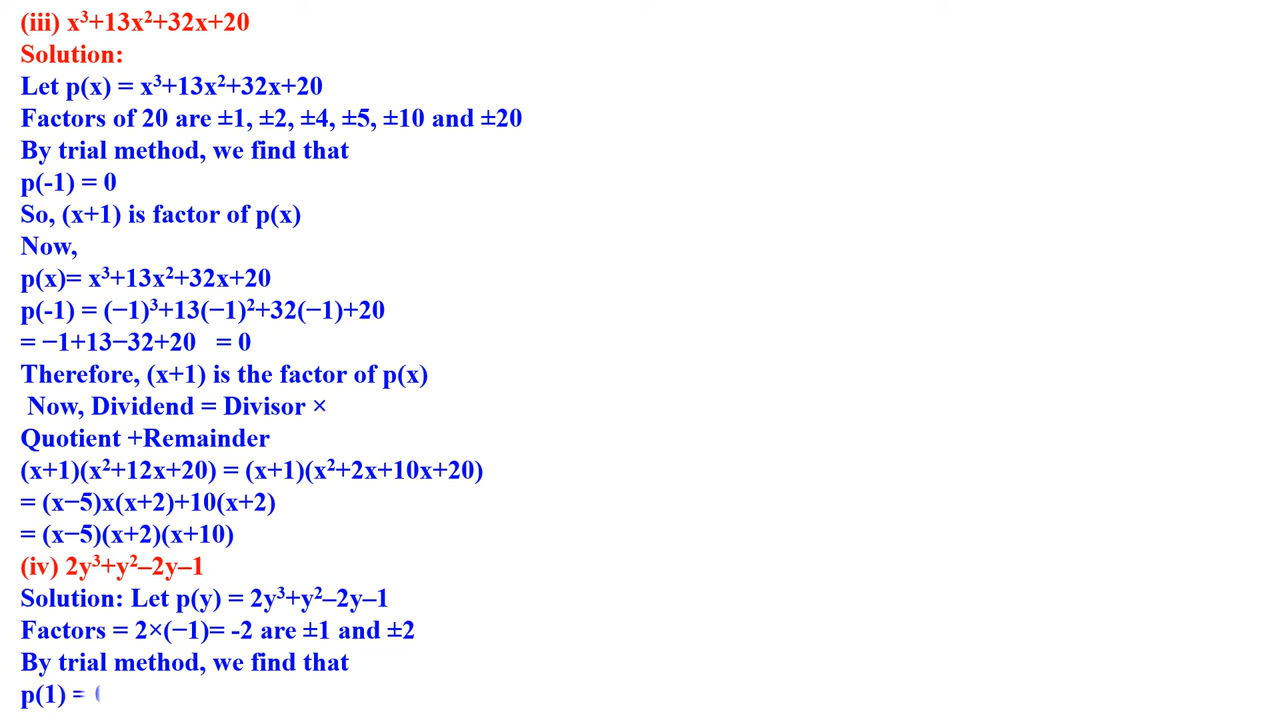 (iii) x³+13x²+32x+20
Solution:
Let p(x) = x³+13x²+32x+20
Factors of 20 are ±1, ±2, ±4, ±5, ±10 and ±20
By trial method, we find that
p(-1) = 0
So, (x+1) is factor of p(x)
Now,
p(x)= x³+13x²+32x+20
p(-1) = (−1)³+13(−1)²+32(−1)+20
= −1+13−32+20 = 0
Therefore, (x+1) is the factor of p(x)
Now, Dividend = Divisor ×
Quotient +Remainder
(x+1)(x²+12x+20) = (x+1)(x²+2x+10x+20)
= (x−5)x(x+2)+10(x+2)
= (x−5)(x+2)(x+10)
(iv) 2y³+y²–2y–1
Solution: Let p(y) = 2y³+y²–2y–1
Factors = 2×(−1)= -2 are ±1 and ±2
By trial method, we find that
p(1) =